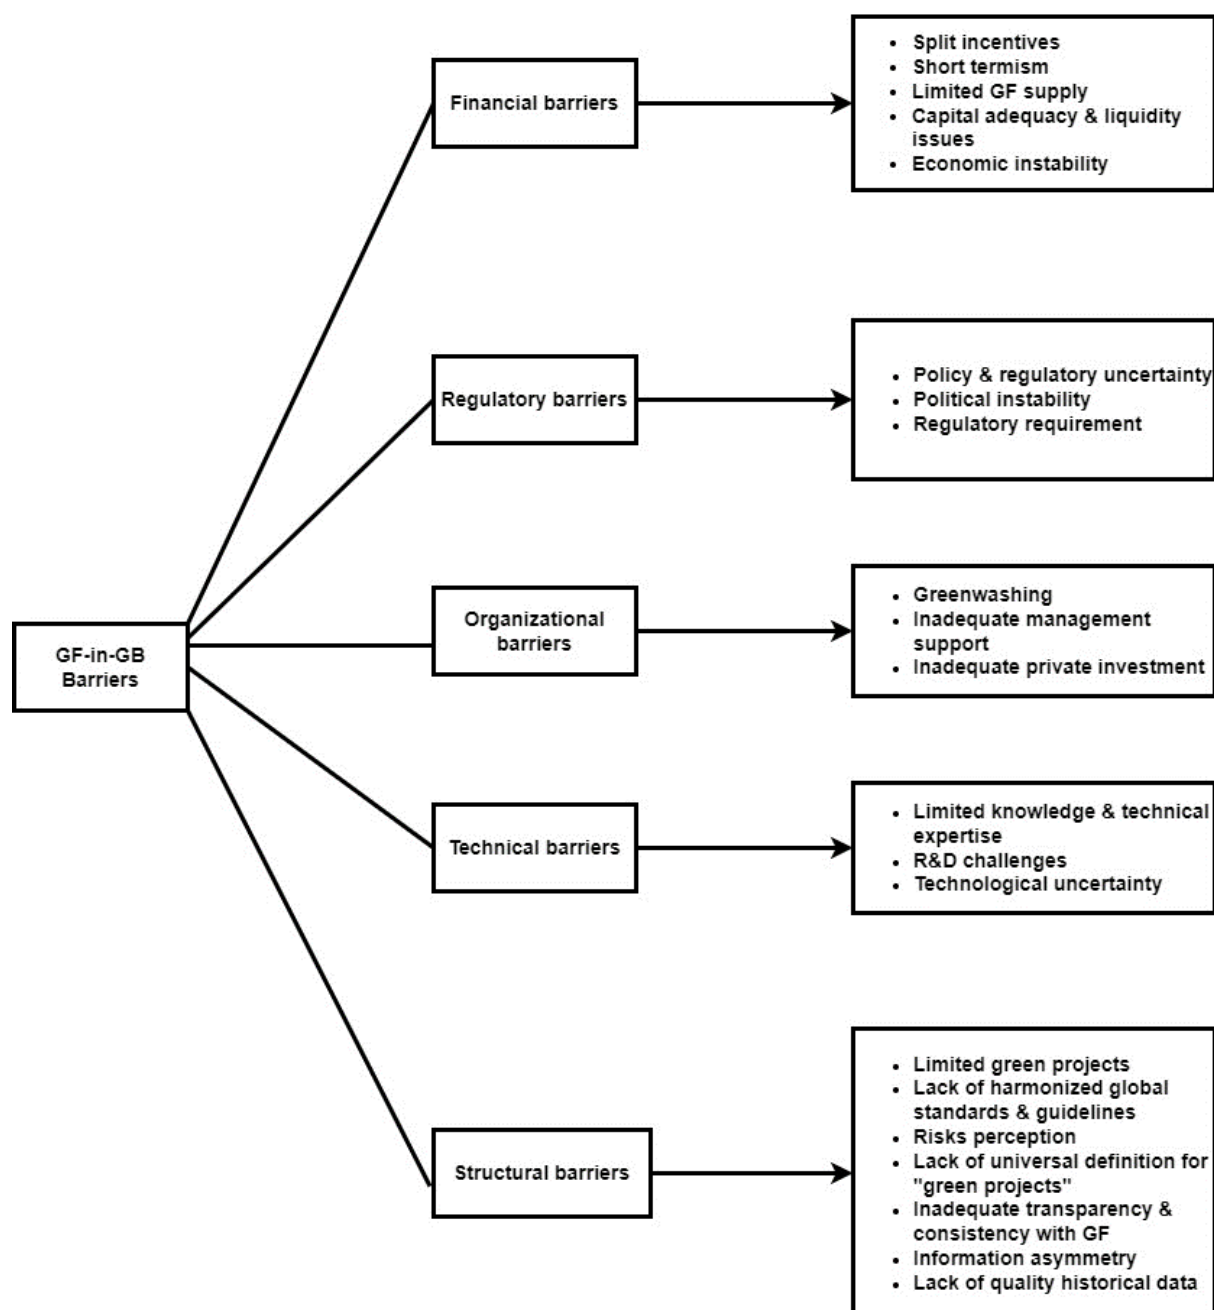 Split incentives
Short termism
Limited GF supply
Capital adequacy & liquidity
issues
Economic instability
Financial barriers
Policy & regulatory uncertainty
Political instability
Regulatory requirement
Regulatory barriers
Greenwashing
Inadequate management
support
Inadequate private investment
Organizational
barriers
GF-in-GB
Barriers
Limited knowledge & technical
expertise
R&D challenges
Technological uncertainty
Technical barriers
Limited green projects
Lack of harmonized global
standards & guidelines
Risks perception
Lack of universal definition for
"green projects"
Inadequate transparency &
consistency with GF
Information asymmetry
Lack of quality historical data
Structural barriers